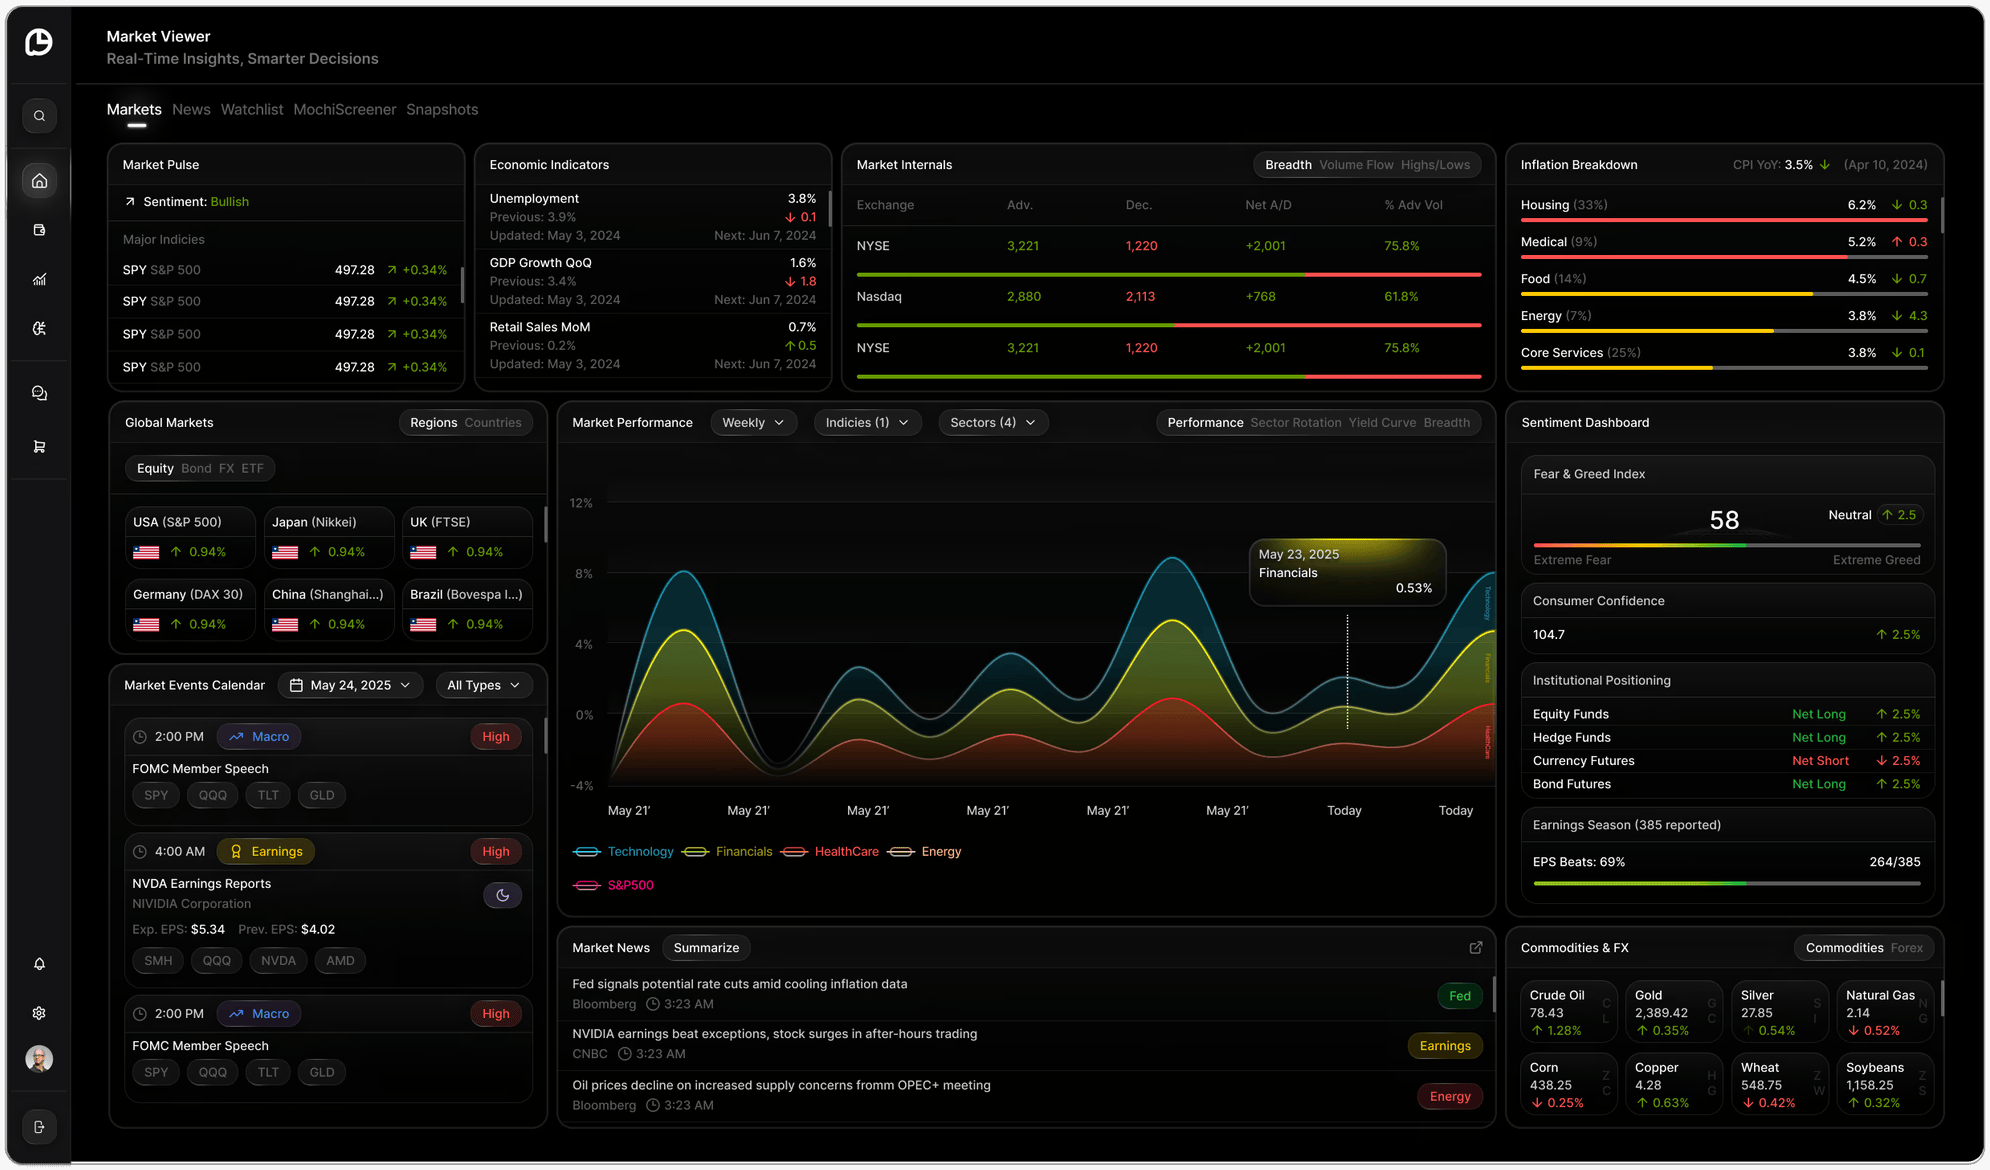 Market Viewer
Real-Time Insights, Smarter Decisions
Markets News Watchlist MochiScreener Snapshots
Market Pulse
Sentiment: Bullish
Major Indicies
SPY S&P 500 497.28 +0.34%
SPY S&P 500 497.28 +0.34%
SPY S&P 500 497.28 +0.34%
SPY S&P 500 497.28 +0.34%
Economic Indicators
Unemployment 3.8%
Previous: 3.9% ↓ 0.1
Updated: May 3, 2024 Next: Jun 7, 2024
GDP Growth QoQ 1.6%
Previous: 3.4% ↓ 1.8
Updated: May 3, 2024 Next: Jun 7, 2024
Retail Sales MoM 0.7%
Previous: 0.2% ↑ 0.5
Updated: May 3, 2024 Next: Jun 7, 2024
Market Internals Breadth Volume Flow Highs/Lows
Exchange Adv. Dec. Net A/D % Adv Vol
NYSE 3,221 1,220 +2,001 75.8%
Nasdaq 2,880 2,113 +768 61.8%
NYSE 3,221 1,220 +2,001 75.8%
Inflation Breakdown CPI YoY: 3.5% ↓ (Apr 10, 2024)
Housing (33%) 6.2% ↓ 0.3
Medical (9%) 5.2% ↑ 0.3
Food (14%) 4.5% ↓ 0.7
Energy (7%) 3.8% ↓ 4.3
Core Services (25%) 3.8% ↓ 0.1
Global Markets Regions Countries
Equity Bond FX ETF
USA (S&P 500) Japan (Nikkei) UK (FTSE)
↑ 0.94% ↑ 0.94% ↑ 0.94%
Germany (DAX 30) China (Shanghai...) Brazil (Bovespa I...)
↑ 0.94% ↑ 0.94% ↑ 0.94%
Market Events Calendar May 24, 2025 All Types
2:00 PM Macro High
FOMC Member Speech
SPY QQQ TLT GLD
4:00 AM Earnings High
NVDA Earnings Reports
NIVIDIA Corporation
Exp. EPS: $5.34 Prev. EPS: $4.02
SMH QQQ NVDA AMD
2:00 PM Macro High
FOMC Member Speech
SPY QQQ TLT GLD
Market Performance Weekly Indicies (1) Sectors (4) Performance Sector Rotation Yield Curve Breadth
12%
8%
4%
0%
-4%
May 23, 2025
Financials
0.53%
Technology
Financials
HealthCare
May 21' May 21' May 21' May 21' May 21' May 21' Today Today
Technology Financials HealthCare Energy
S&P500
Market News Summarize
Fed signals potential rate cuts amid cooling inflation data
Bloomberg 3:23 AM Fed
NVIDIA earnings beat exceptions, stock surges in after-hours trading
CNBC 3:23 AM Earnings
Oil prices decline on increased supply concerns fromm OPEC+ meeting
Bloomberg 3:23 AM Energy
Sentiment Dashboard
Fear & Greed Index
58 Neutral ↑ 2.5
Extreme Fear Extreme Greed
Consumer Confidence
104.7 ↑ 2.5%
Institutional Positioning
Equity Funds Net Long ↑ 2.5%
Hedge Funds Net Long ↑ 2.5%
Currency Futures Net Short ↓ 2.5%
Bond Futures Net Long ↑ 2.5%
Earnings Season (385 reported)
EPS Beats: 69% 264/385
Commodities & FX Commodities Forex
Crude Oil CL Gold GC Silver SI Natural Gas NG
78.43 2,389.42 27.85 2.14
↑ 1.28% ↑ 0.35% ↑ 0.54% ↓ 0.52%
Corn ZC Copper HG Wheat ZW Soybeans ZS
438.25 4.28 548.75 1,158.25
↓ 0.25% ↑ 0.63% ↓ 0.42% ↑ 0.32%